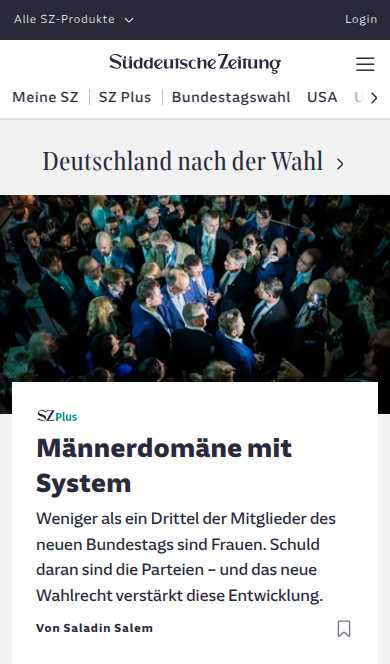 Alle SZ-Produkte Login
Süddeutsche Zeitung
Meine SZ SZ Plus Bundestagswahl USA
Deutschland nach der Wahl
SZ Plus
Männerdomäne mit
System
Weniger als ein Drittel der Mitglieder des
neuen Bundestags sind Frauen. Schuld
daran sind die Parteien – und das neue
Wahlrecht verstärkt diese Entwicklung.
Von Saladin Salem